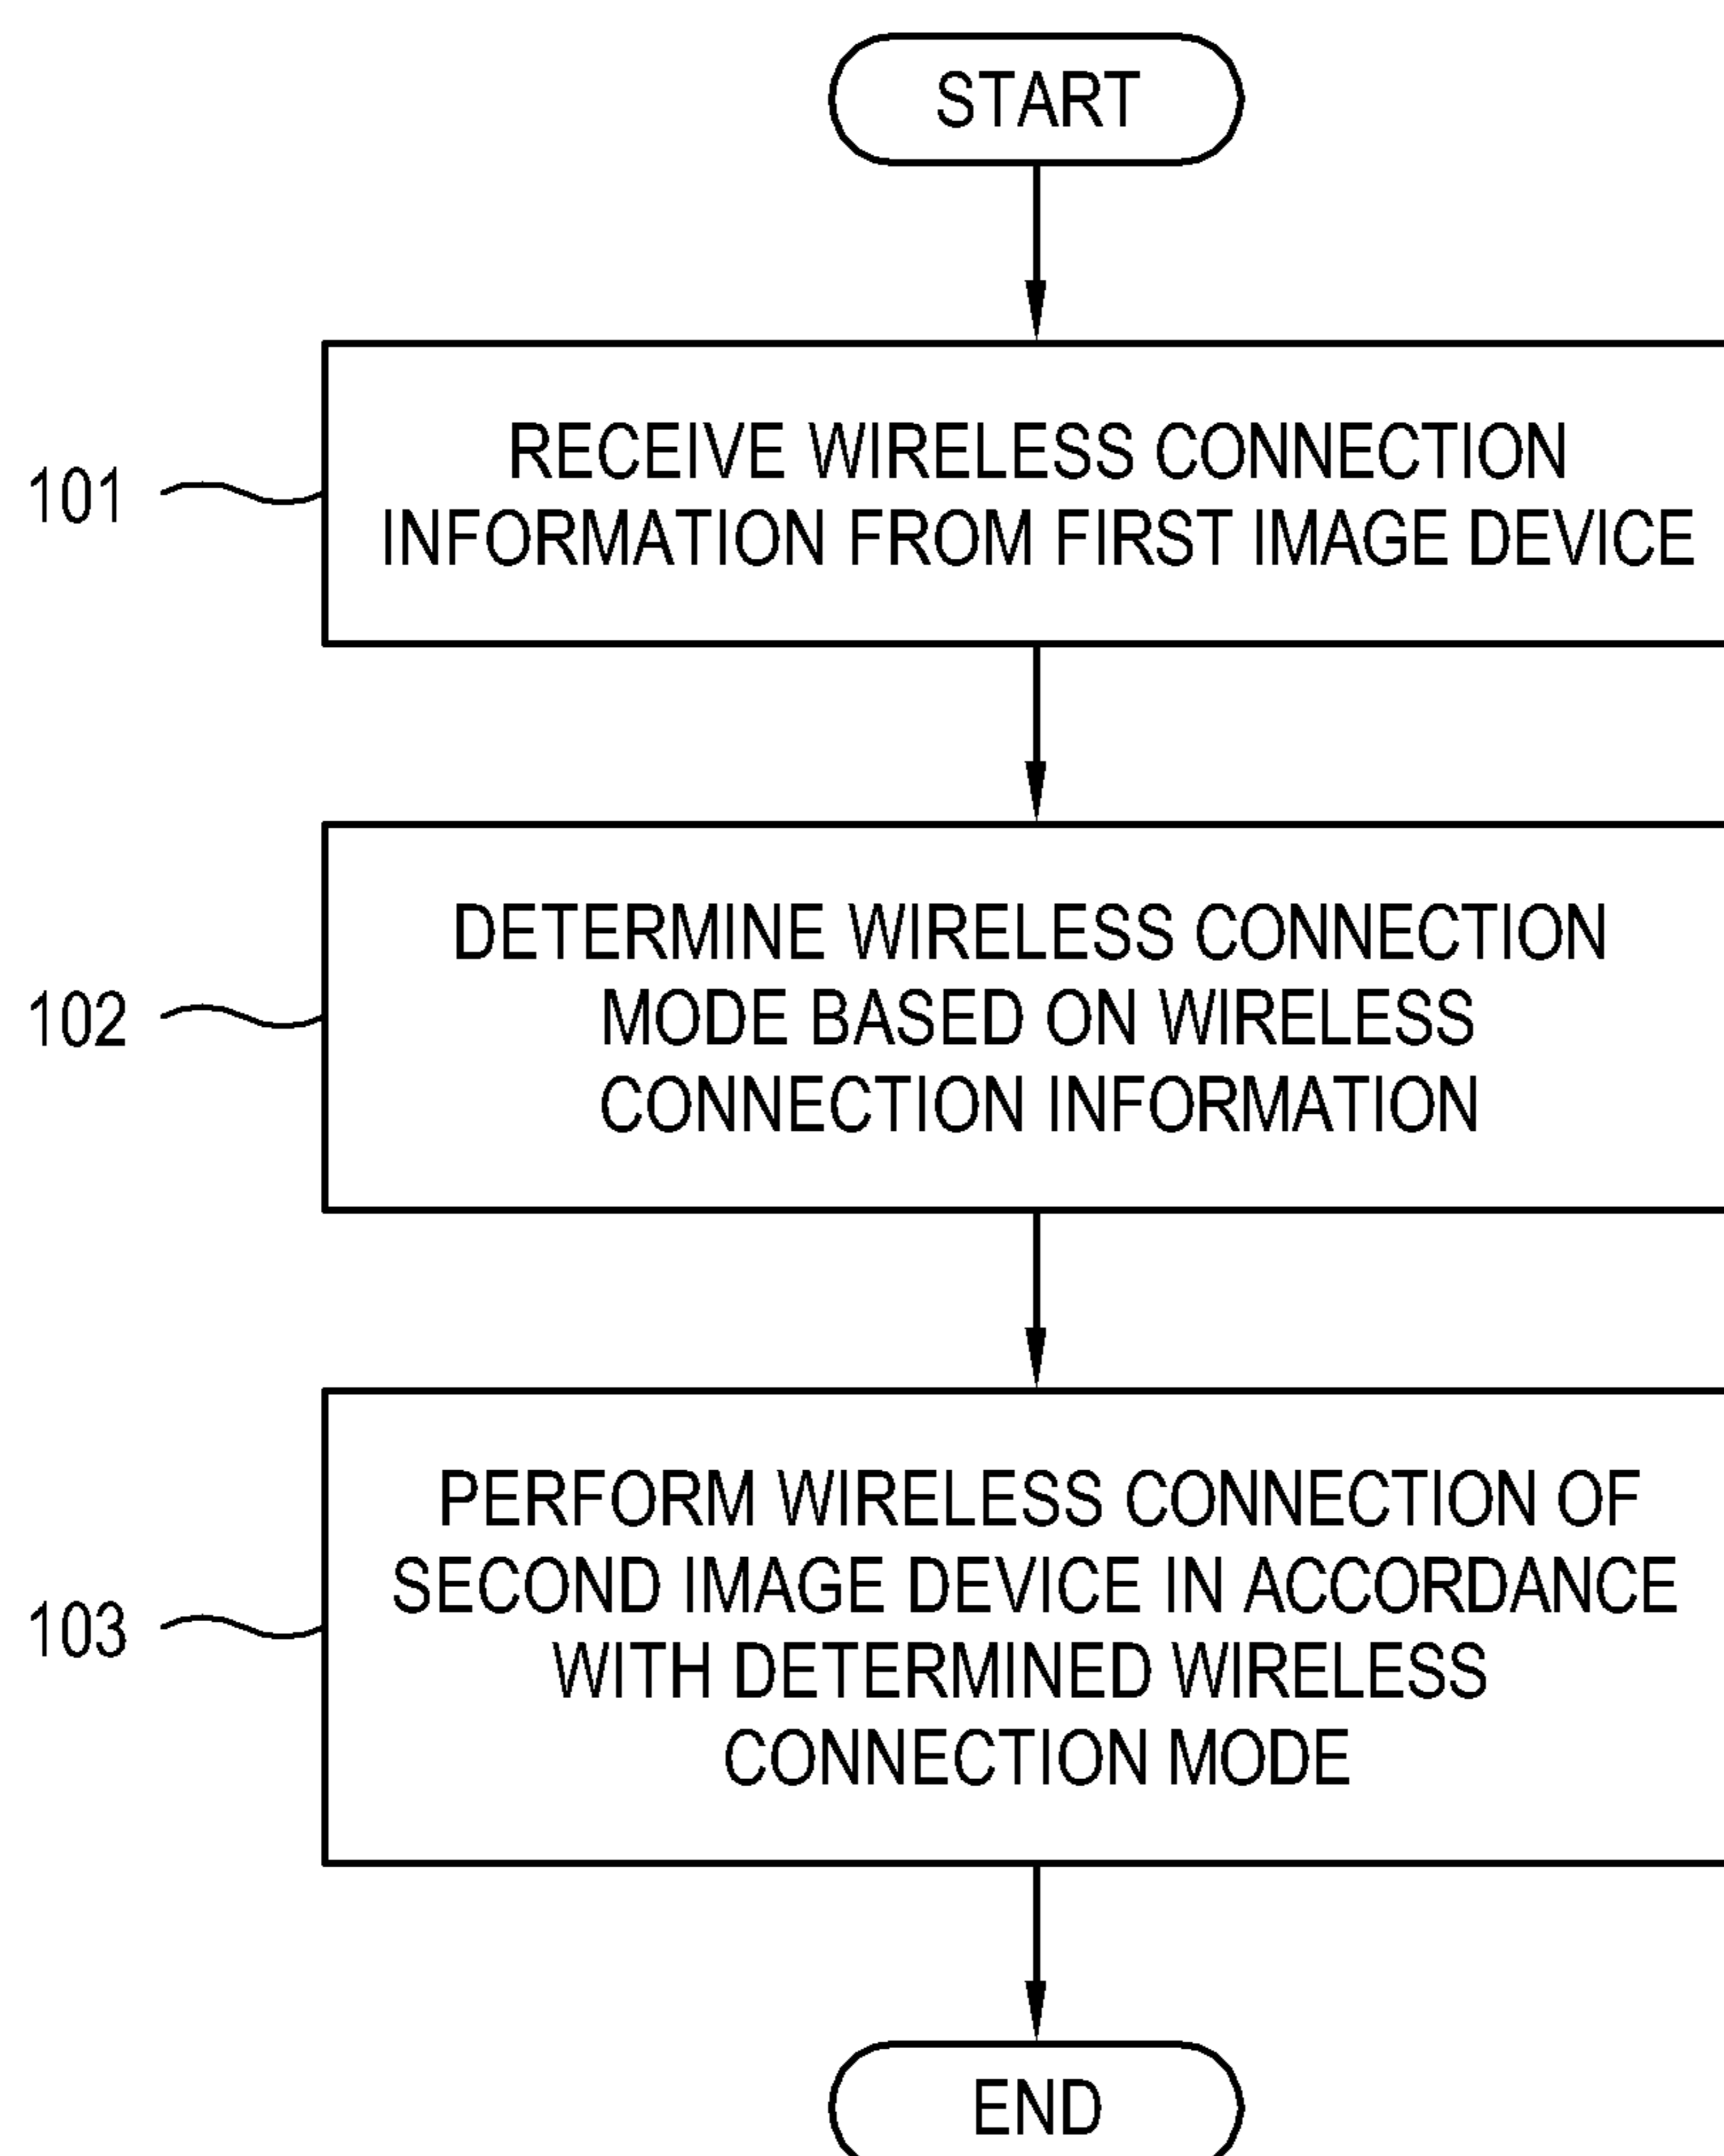 START
101
RECEIVE WIRELESS CONNECTION
INFORMATION FROM FIRST IMAGE DEVICE
102
DETERMINE WIRELESS CONNECTION
MODE BASED ON WIRELESS
CONNECTION INFORMATION
103
PERFORM WIRELESS CONNECTION OF
SECOND IMAGE DEVICE IN ACCORDANCE
WITH DETERMINED WIRELESS
CONNECTION MODE
END